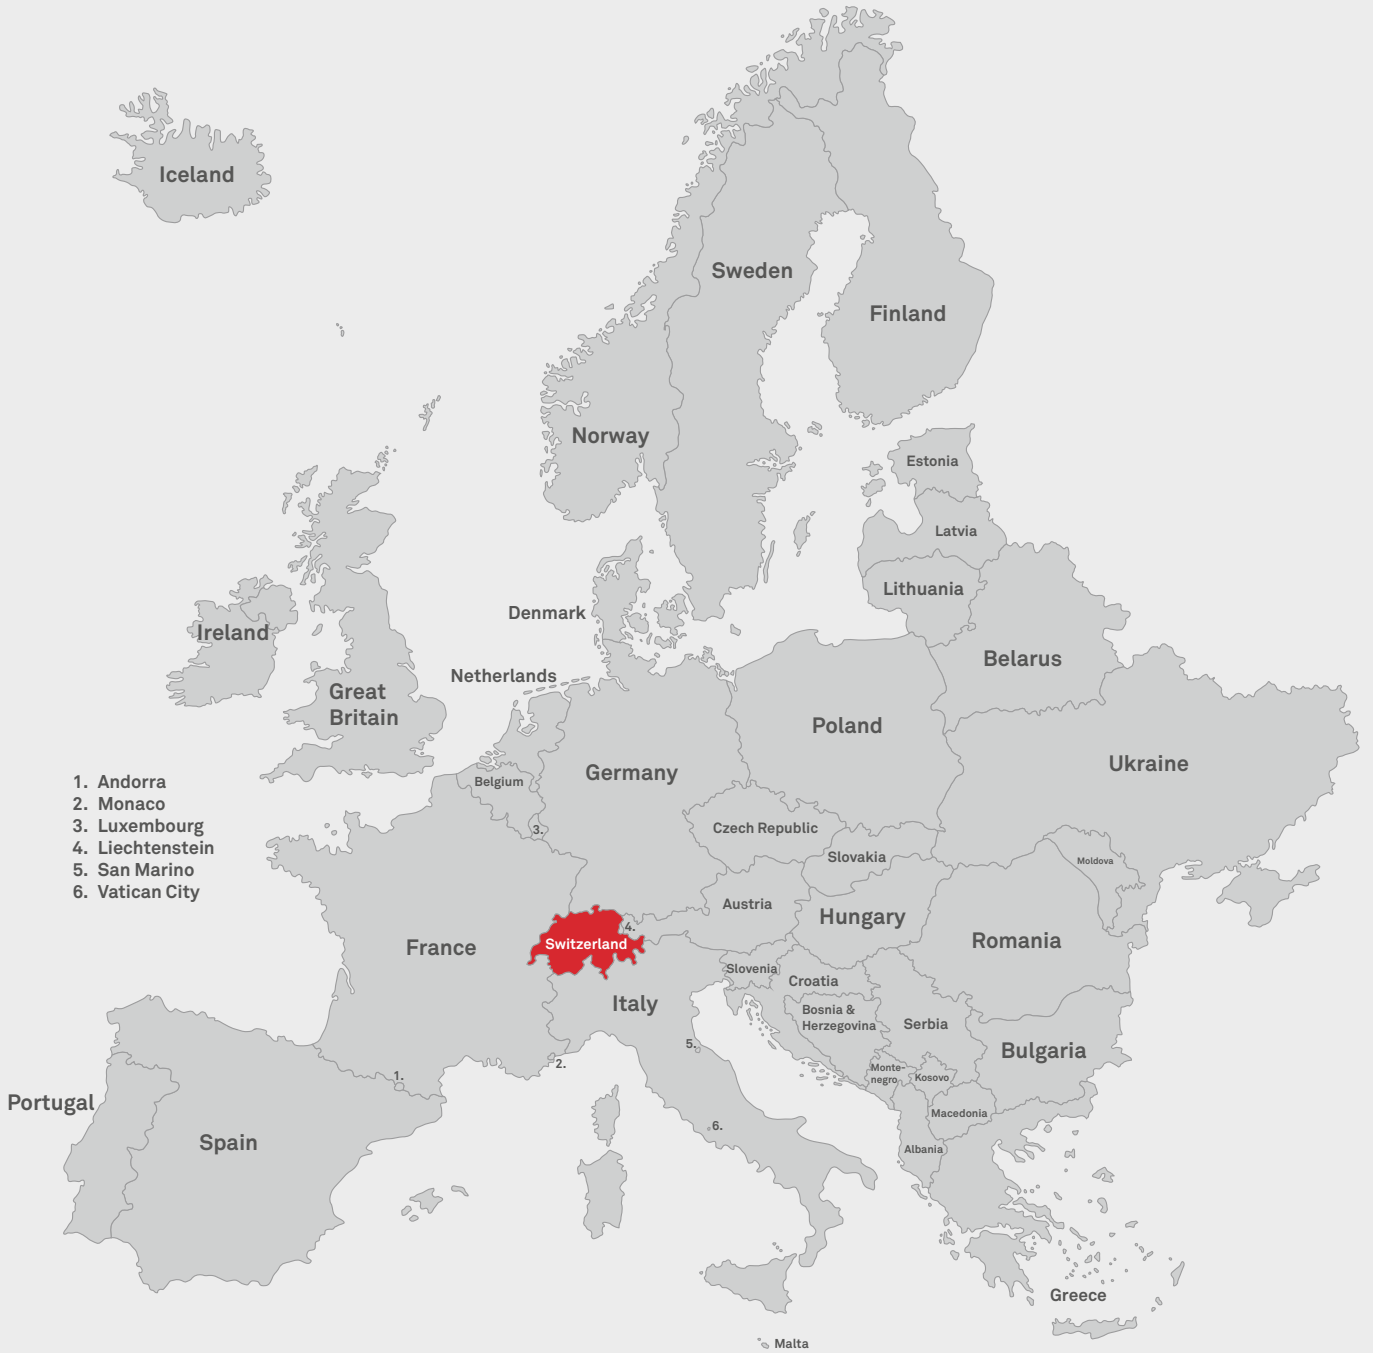 Iceland
Sweden
Finland
Norway
Estonia
Latvia
Lithuania
Denmark
Ireland
Belarus
Netherlands
Great
Britain
Poland
Ukraine
Germany
Belgium
1. Andorra
2. Monaco
3. Luxembourg
4. Liechtenstein
5. San Marino
6. Vatican City
3.
Czech Republic
Slovakia
Moldova
Austria
Hungary
4.
Switzerland
France
Romania
Slovenia
Croatia
Italy
Bosnia &
Herzegovina
Serbia
Bulgaria
5.
2.
1.
Monte-
negro
Kosovo
Portugal
Macedonia
6.
Spain
Albania
Greece
Malta